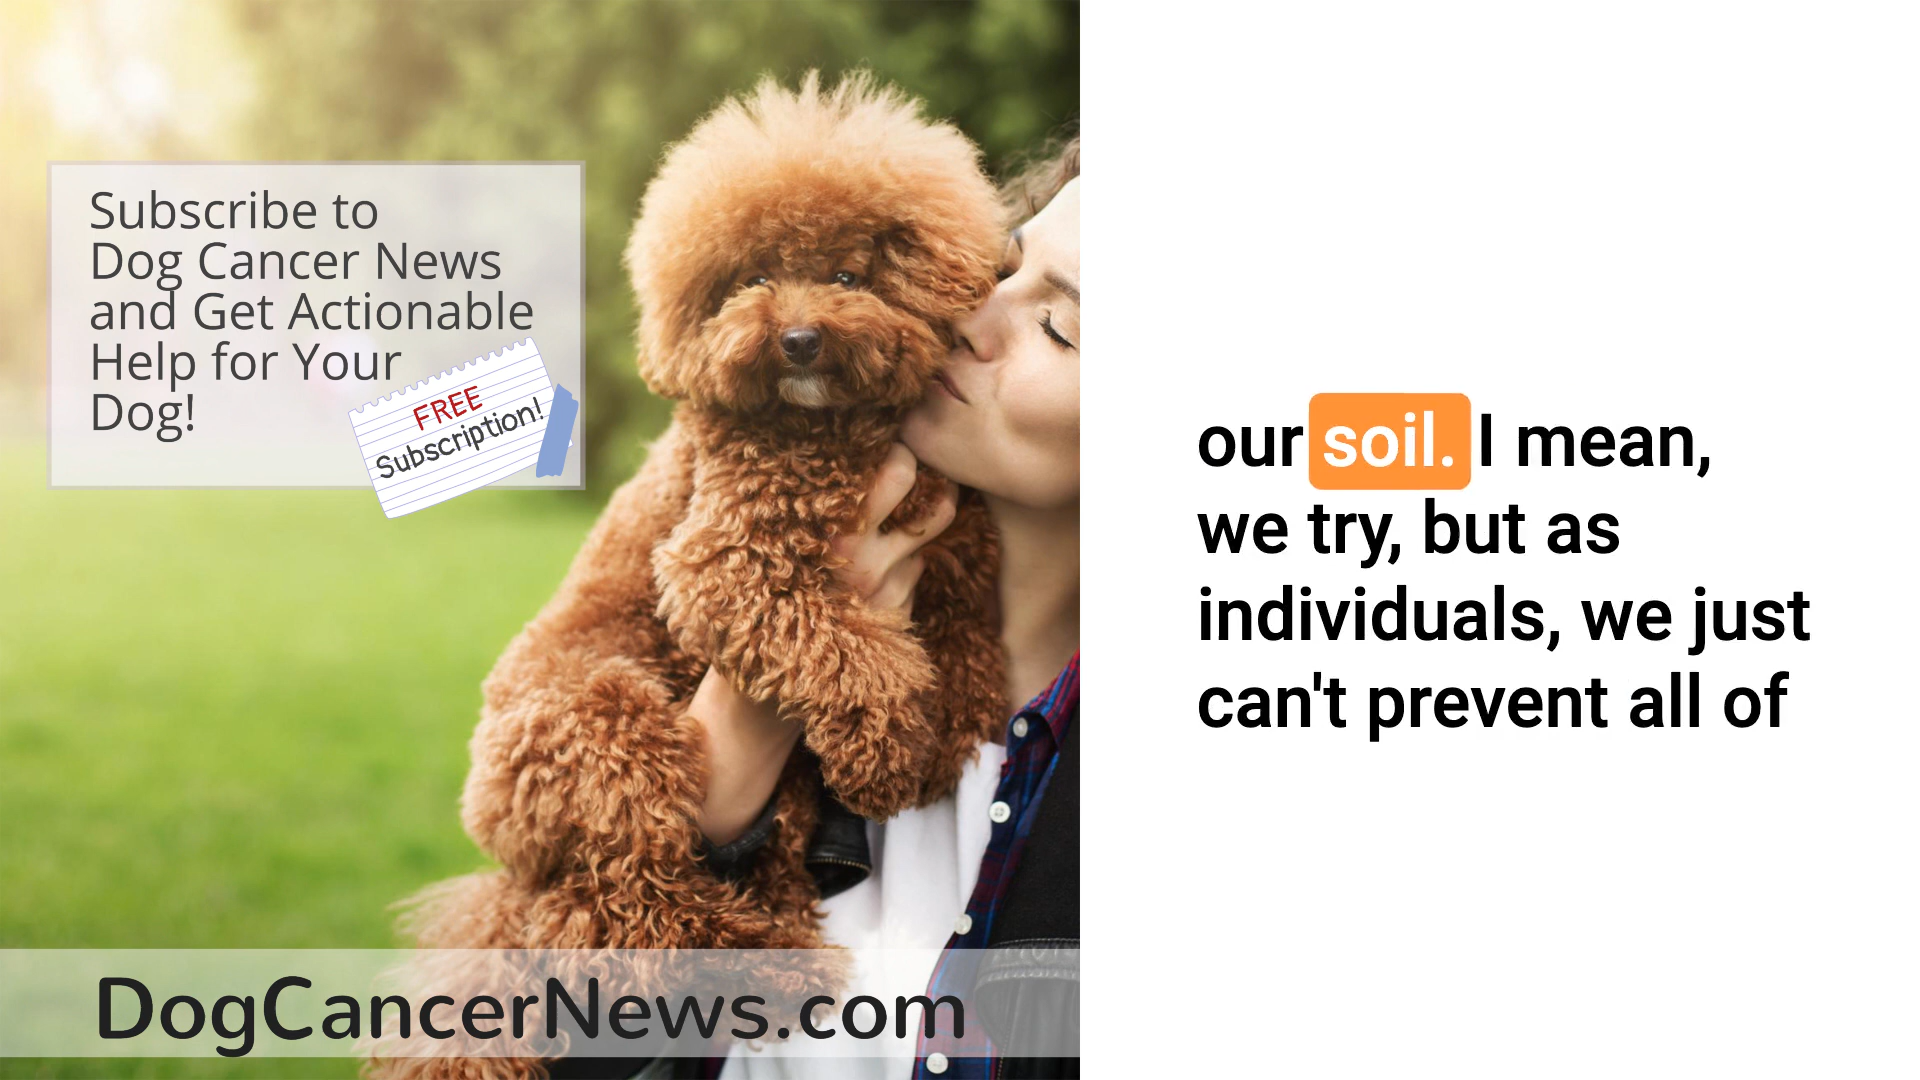 Subscribe to
Dog Cancer News
and Get Actionable
Help for Your
Dog!
FREE
Subscription!
DogCancerNews.com
our soil. I mean,
we try, but as
individuals, we just
can't prevent all of